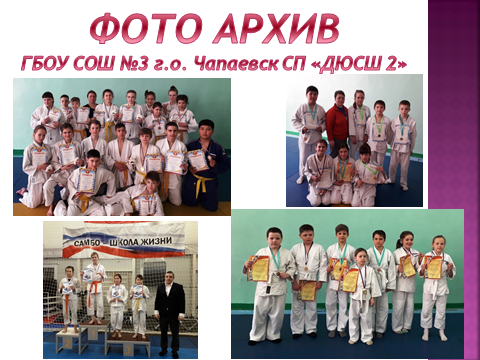 ФОТО АРХИВ
ГБОУ СОШ №3 г.о. Чапаевск СП «ДЮСШ 2»
САМБО - ШКОЛА ЖИЗНИ